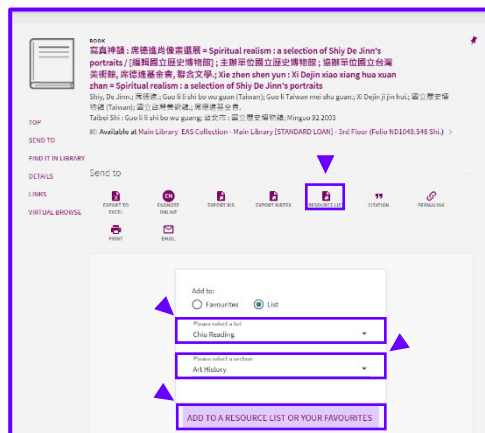 BOOK
寫真神韻 : 席德進肖像畫選展 = Spiritual realism : a selection of Shiy De Jinn's
portraits / [編輯國立歷史博物館] ; 主辦單位國立歷史博物館 ; 協辦單位國立台灣
美術館, 席德進基金會, 聯合文學. ; Xie zhen shen yun : Xi Dejin xiao xiang hua xuan
zhan = Spiritual realism : a selection of Shiy De Jinn's portraits
Shiy, De Jinn.; 席德進.; Guo li li shi bo wu guan (Taiwan); Guo li Taiwan mei shu guan.; Xi Dejin ji jin hui.; 國立歷史博
物館 (Taiwan); 國立台灣美術館.; 席德進基金會.
Taibei Shi : Guo li li shi bo wu guang; 台北市 : 國立歷史博物館; Minguo 92 2003
Available at Main Library EAS Collection - Main Library [STANDARD LOAN] - 3rd Floor (Folio ND1049.S48 Shi.)
TOP
SEND TO
FIND IT IN LIBRARY
DETAILS
LINKS
VIRTUAL BROWSE
Send to
EXPORT TO EXCEL
EN
ENDNOTE ONLINE
EXPORT RIS
EXPORT BIBTEX
RESOURCE LIST
CITATION
PERMALINK
PRINT
EMAIL
Add to:
Favourites
List
Please select a list
Chiu Reading
Please select a section
Art History
ADD TO A RESOURCE LIST OR YOUR FAVOURITES